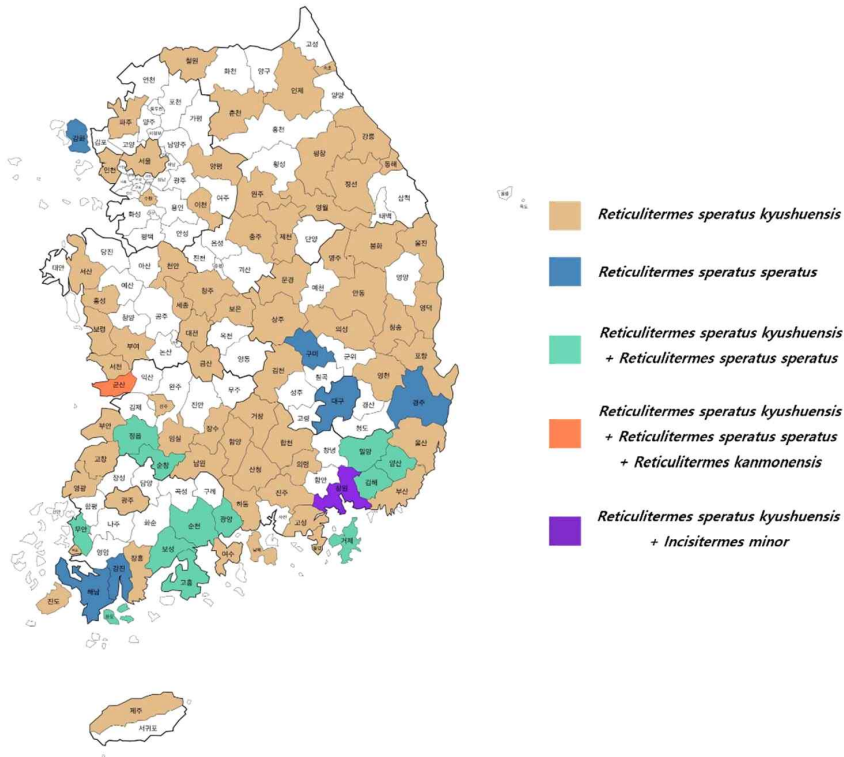 고성
철원
화천
양구
인제
연천
포천
양양
파주
양주
가평
춘천
강화
김포
고양
남양주
홍천
강릉
서울
평창
동해
인천
양평
횡성
광주
정선
울릉
이천
여주
원주
삼척
독도
화성
용인
영월
태백
평택
안성
당진
음성
충주
제천
단양
봉화
울진
태안
서산
아산
천안
진천
영주
예산
문경
영양
홍성
세종
예천
안동
공주
보은
상주
영덕
보령
대전
의성
청송
부여
옥천
구미
군위
포항
논산
영동
서천
금산
김천
칠곡
영천
군산
익산
완주
무주
성주
대구
경산
경주
김제
진안
고령
청도
부안
정읍
임실
장수
거창
합천
창녕
밀양
울산
고창
순창
남원
함양
의령
양산
장성
담양
산청
함안
김해
영광
곡성
구례
진주
부산
함평
광주
하동
고성
무안
나주
화순
순천
광양
거제
영암
보성
여수
장흥
강진
고흥
해남
진도
제주
서귀포
Reticulitermes speratus kyushuensis
Reticulitermes speratus speratus
Reticulitermes speratus kyushuensis
+ Reticulitermes speratus speratus
Reticulitermes speratus kyushuensis
+ Reticulitermes speratus speratus
+ Reticulitermes kanmonensis
Reticulitermes speratus kyushuensis
+ Incisitermes minor